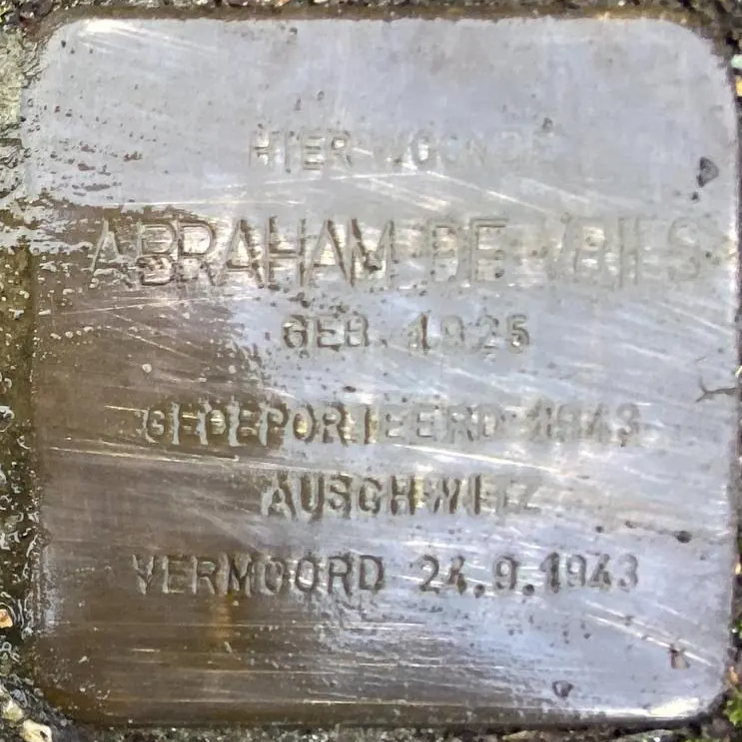 HIER WOONDE
ABRAHAM DE VRIES
GEB. 1925
GEDEPORTEERD 1943
AUSCHWITZ
VERMOORD 24.9.1943